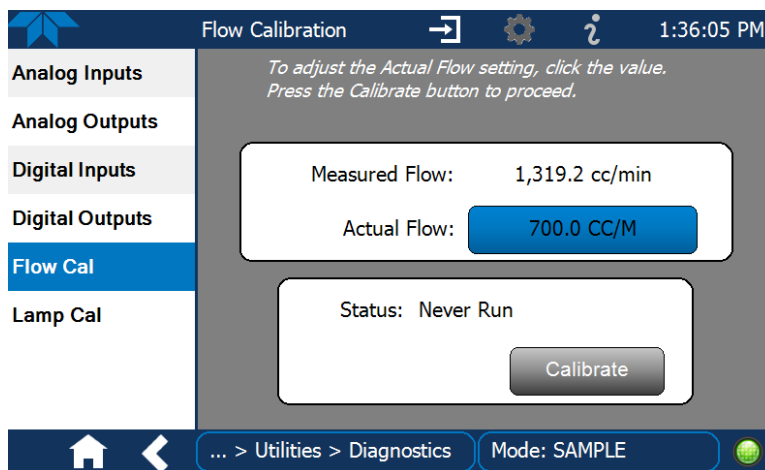 Flow Calibration
1:36:05 PM
Analog Inputs
Analog Outputs
Digital Inputs
Digital Outputs
Flow Cal
Lamp Cal
To adjust the Actual Flow setting, click the value.
Press the Calibrate button to proceed.
Measured Flow: 1,319.2 cc/min
Actual Flow: 700.0 CC/M
Status: Never Run
Calibrate
... > Utilities > Diagnostics
Mode: SAMPLE